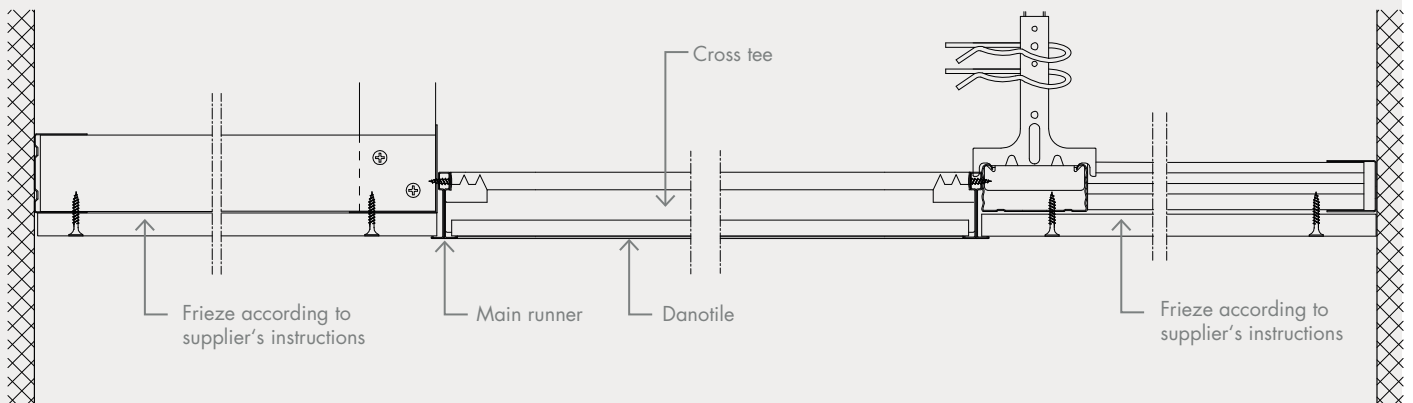 Cross tee
Frieze according to
supplier‘s instructions
Main runner
Danotile
Frieze according to
supplier‘s instructions